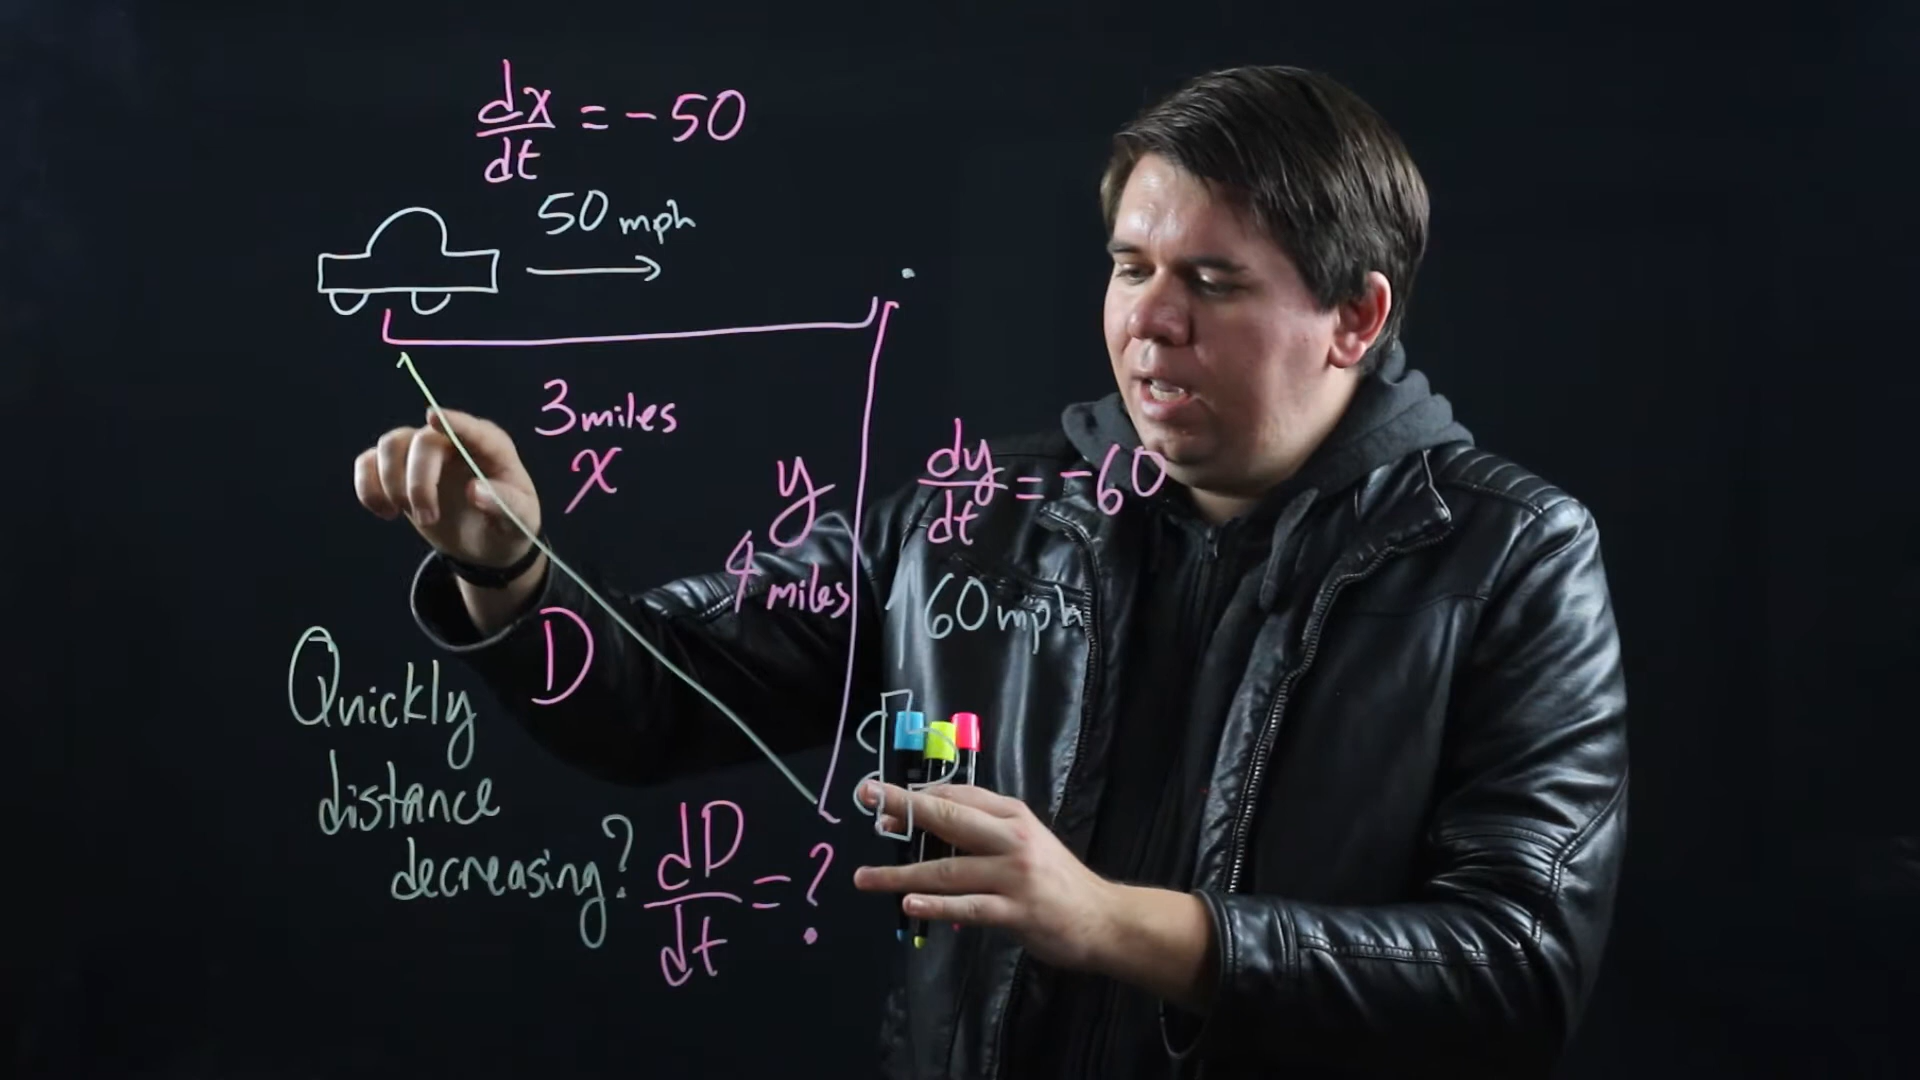 dx/dt = -50
50 mph
3 miles
x
y
4 miles
dy/dt = -60
60 mph
D
Quickly
distance
decreasing?
dD/dt = ?